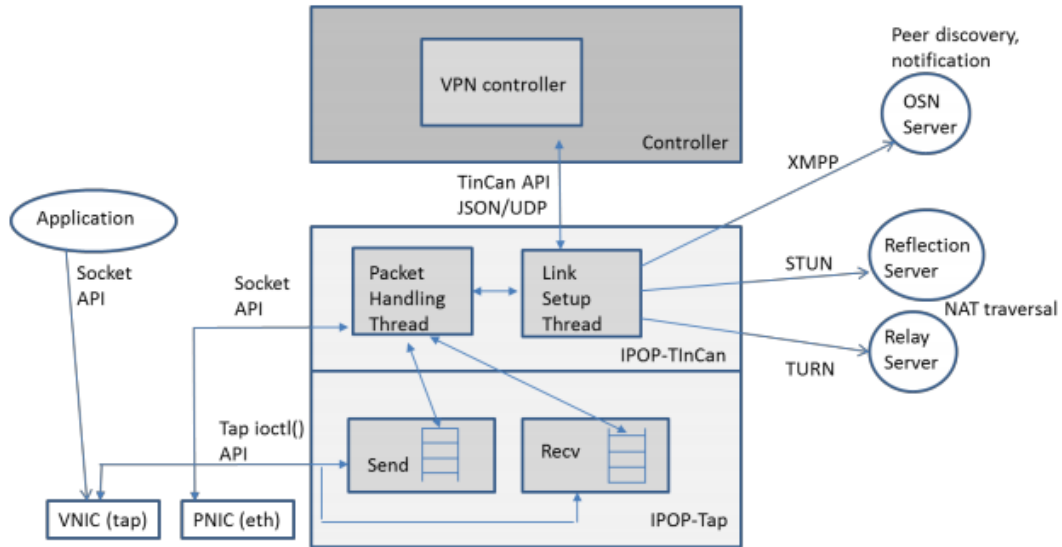 Peer discovery,
notification
VPN controller
OSN
Server
Controller
XMPP
TinCan API
JSON/UDP
Application
Socket
API
Socket
API
Packet
Handling
Thread
Link
Setup
Thread
STUN
Reflection
Server
NAT traversal
IPOP-TInCan
TURN
Relay
Server
Tap ioctl()
API
Send
Recv
VNIC (tap)
PNIC (eth)
IPOP-Tap